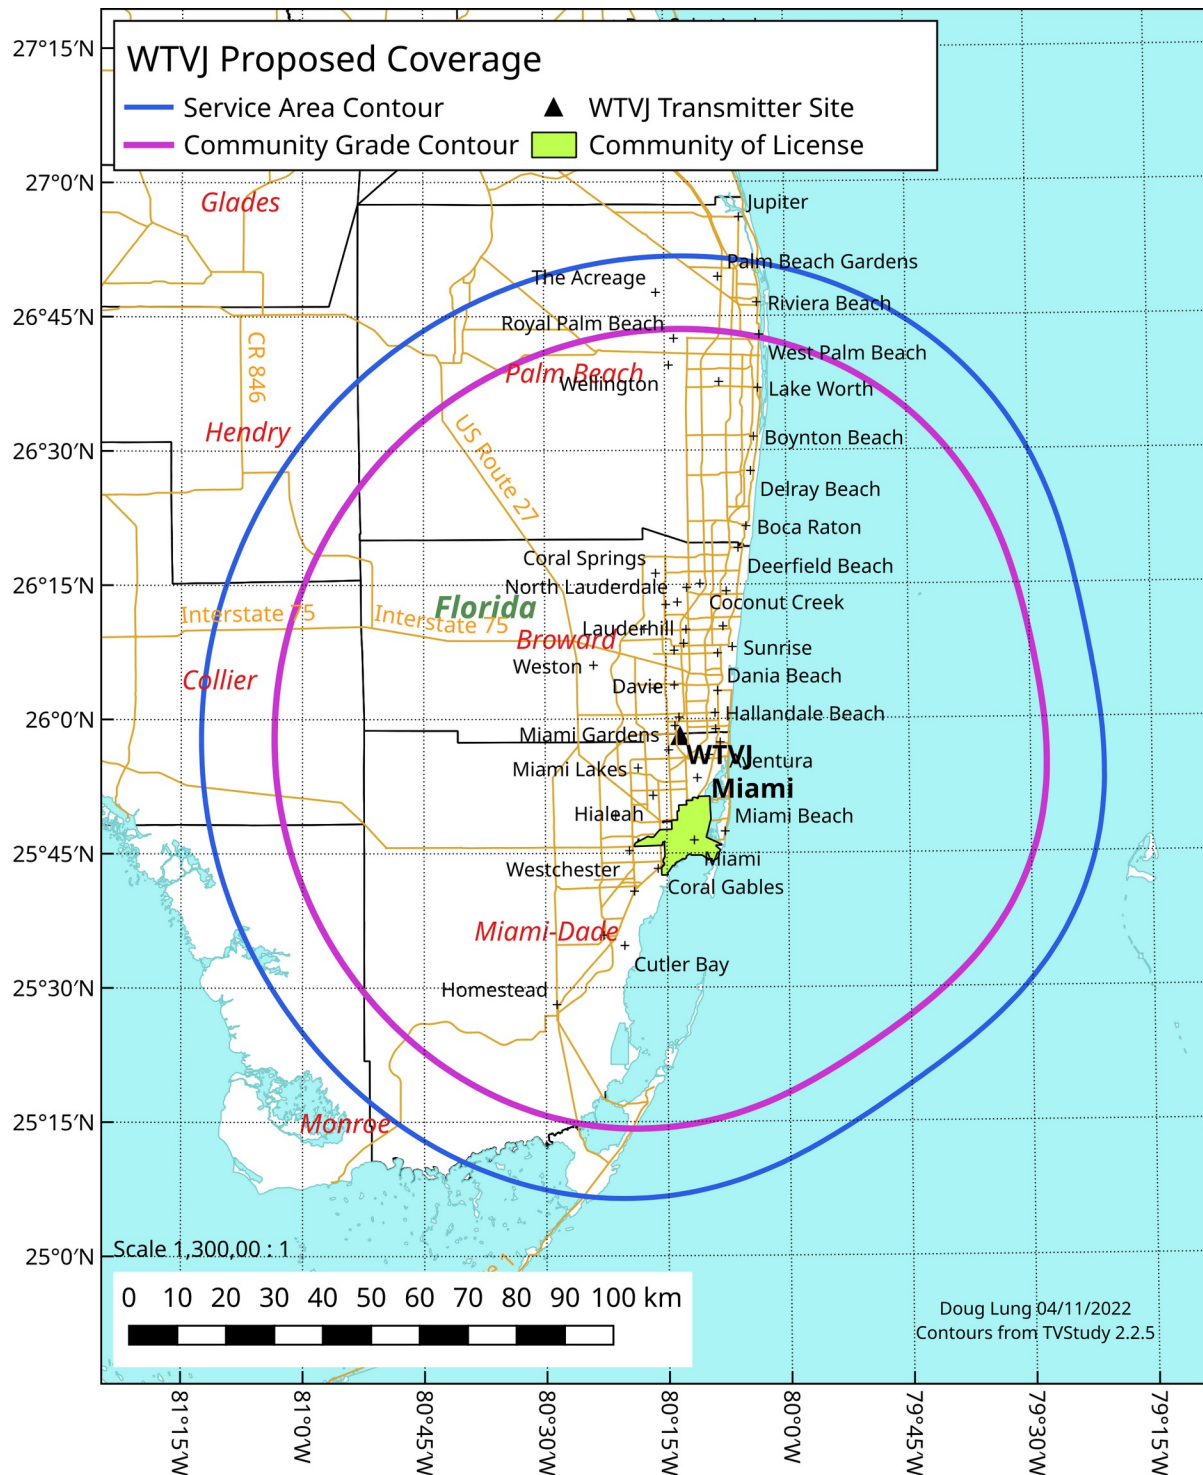 WTVJ Proposed Coverage
Service Area Contour
WTVJ Transmitter Site
Community Grade Contour
Community of License
27°15′N
27°0′N
26°45′N
26°30′N
26°15′N
26°0′N
25°45′N
25°30′N
25°15′N
25°0′N
Glades
Jupiter
Palm Beach Gardens
The Acreage
Riviera Beach
Royal Palm Beach
CR 846
West Palm Beach
Palm Beach
Wellington
Lake Worth
Hendry
Boynton Beach
US Route 27
Delray Beach
Boca Raton
Coral Springs
Deerfield Beach
North Lauderdale
Florida
Coconut Creek
Interstate 75
Interstate 75
Lauderhill
Broward
Sunrise
Weston
Collier
Davie
Dania Beach
Hallandale Beach
Miami Gardens
WTVJ
Aventura
Miami Lakes
Miami
Hialeah
Miami Beach
Miami
Westchester
Coral Gables
Miami-Dade
Cutler Bay
Homestead
Monroe
Scale 1,300,00 : 1
0 10 20 30 40 50 60 70 80 90 100 km
Doug Lung 04/11/2022
Contours from TVStudy 2.2.5
81°15′W
81°0′W
80°45′W
80°30′W
80°15′W
80°0′W
79°45′W
79°30′W
79°15′W